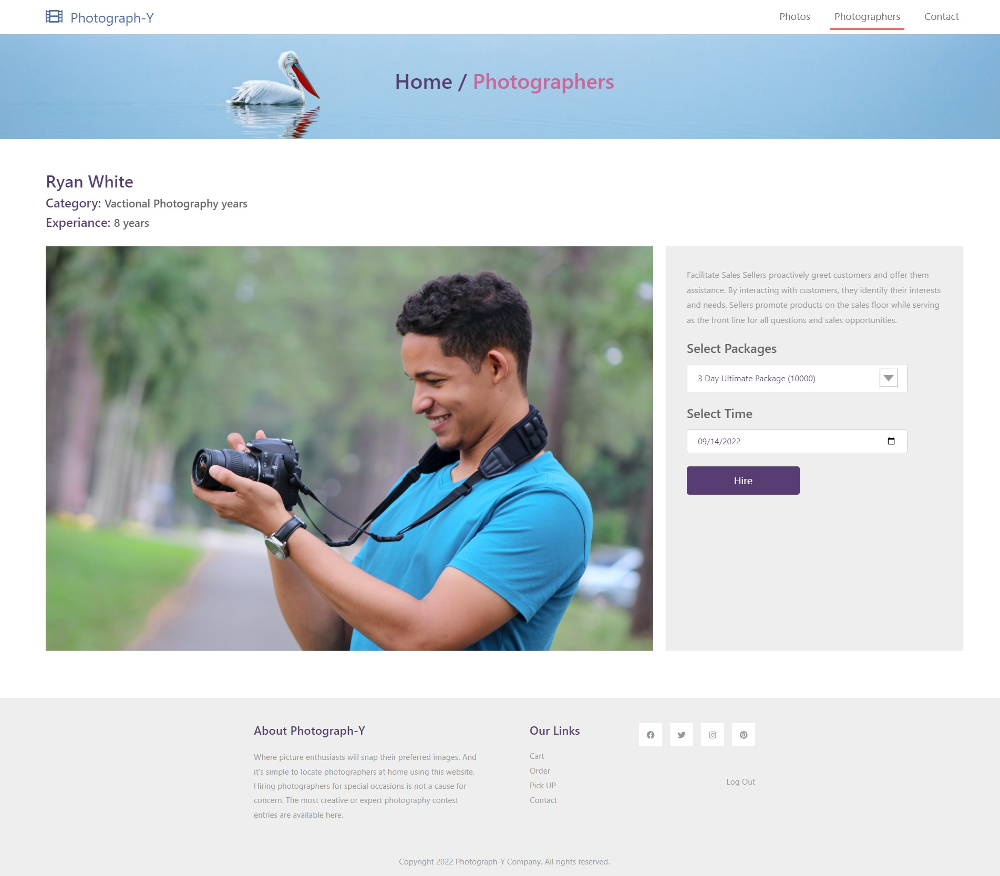 Photograph-Y
Photos
Photographers
Contact
Home / Photographers
Ryan White
Category: Vactional Photography years
Experiance: 8 years
Facilitate Sales Sellers proactively greet customers and offer them
assistance. By interacting with customers, they identify their interests
and needs. Sellers promote products on the sales floor while serving
as the front line for all questions and sales opportunities.
Select Packages
3 Day Ultimate Package (10000)
Select Time
09/14/2022
Hire
About Photograph-Y
Where picture enthusiasts will snap their preferred images. And
it's simple to locate photographers at home using this website.
Hiring photographers for special occasions is not a cause for
concern. The most creative or expert photography contest
entries are available here.
Our Links
Cart
Order
Pick UP
Contact
Log Out
Copyright 2022 Photograph-Y Company. All rights reserved.